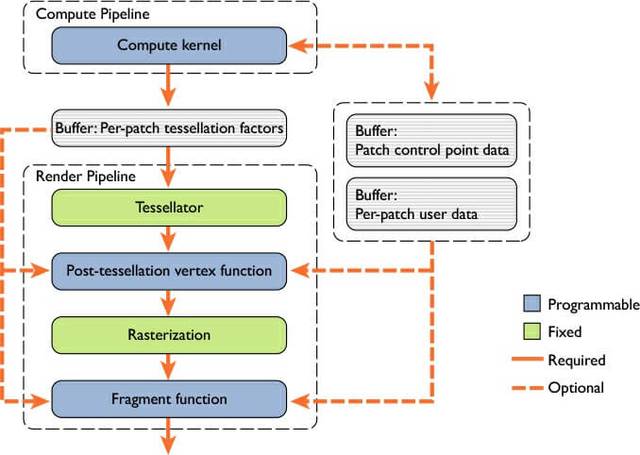 Compute Pipeline
Compute kernel
Buffer: Per-patch tessellation factors
Buffer:
Patch control point data
Buffer:
Per-patch user data
Render Pipeline
Tessellator
Post-tessellation vertex function
Rasterization
Fragment function
Programmable
Fixed
Required
Optional